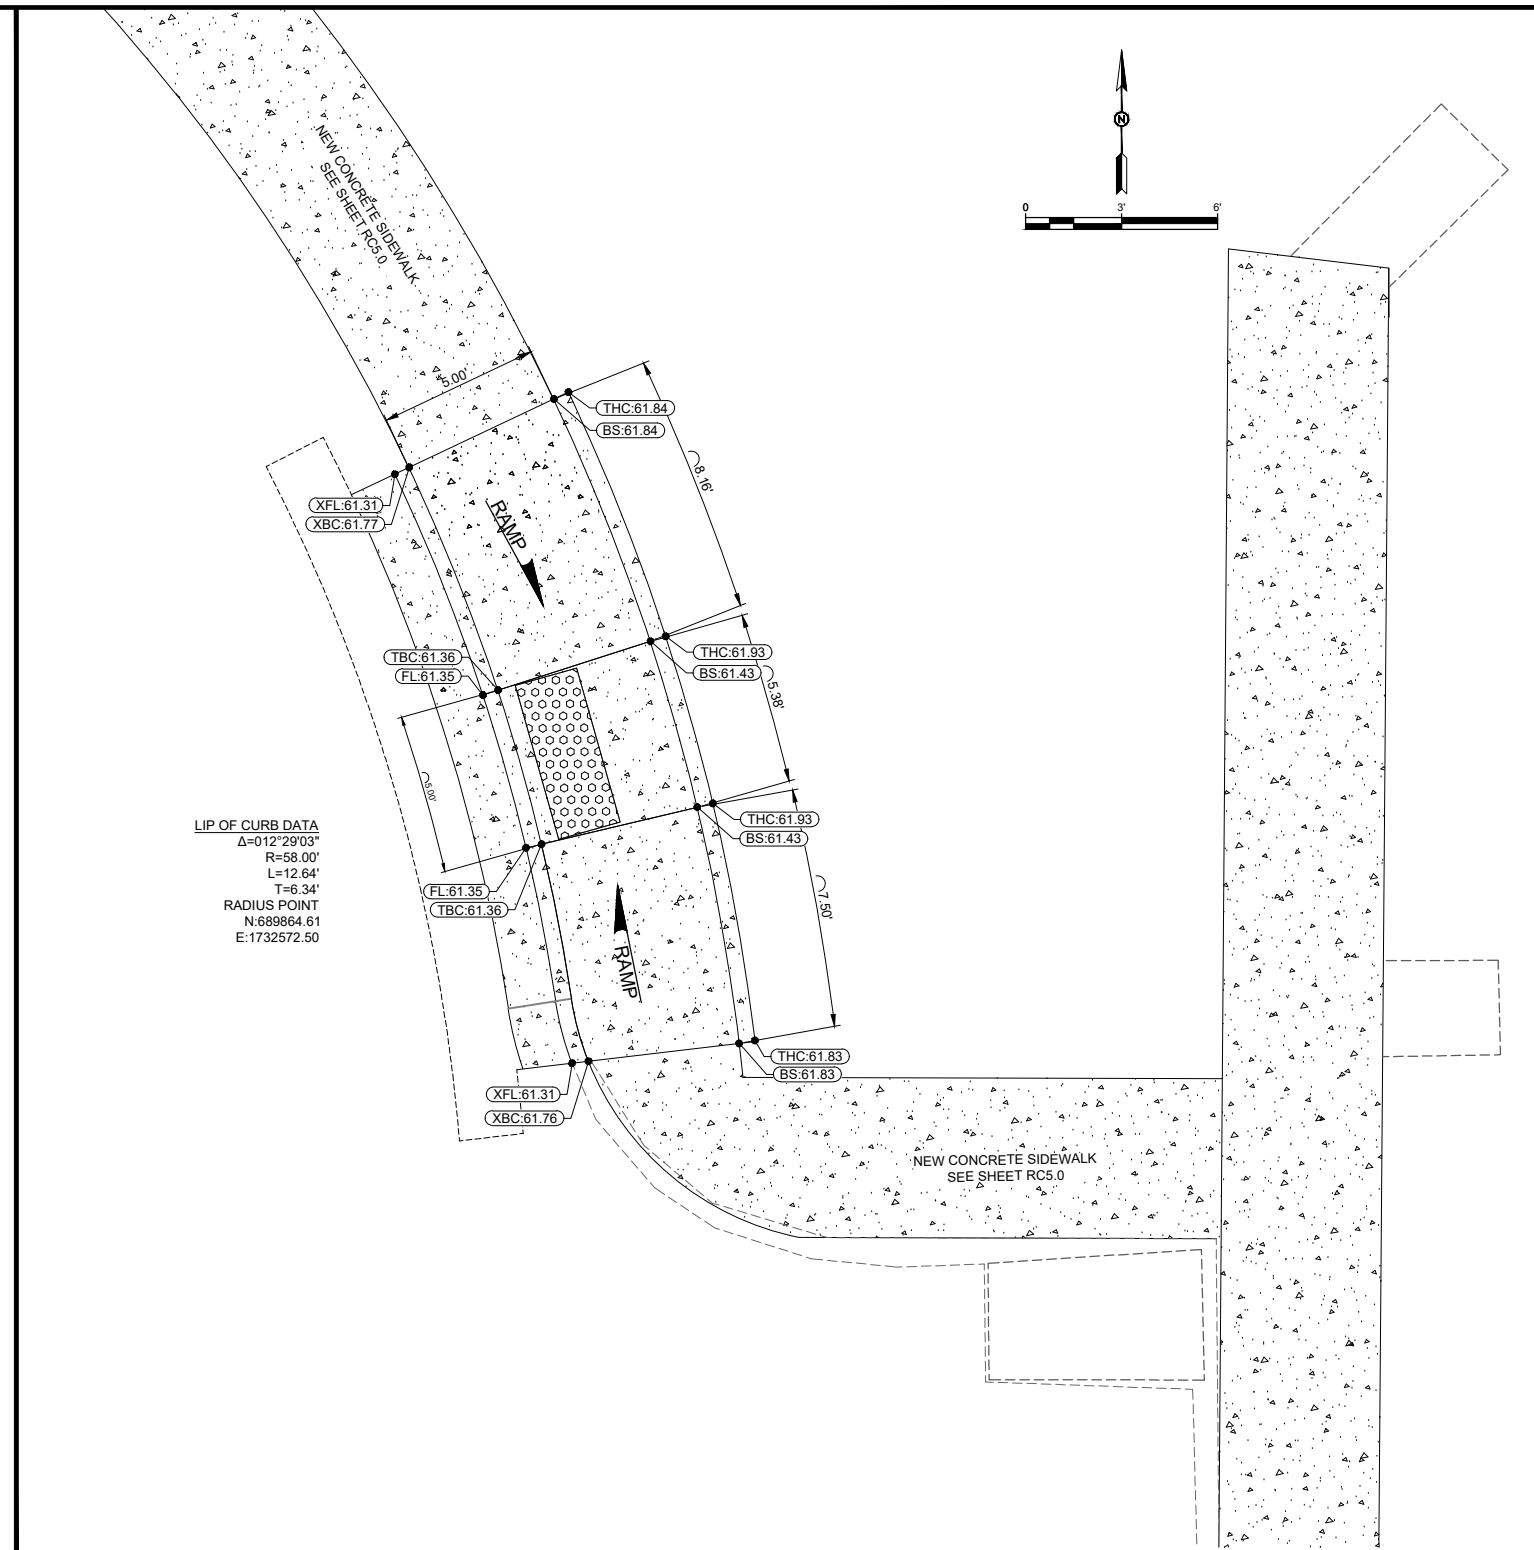 N
0 3' 6'
NEW CONCRETE SIDEWALK
SEE SHEET RC5.0
±5.00'
THC:61.84
BS:61.84
8.16'
XFL:61.31
XBC:61.77
RAMP
THC:61.93
BS:61.43
TBC:61.36
FL:61.35
5.38'
5.00'
THC:61.93
BS:61.43
LIP OF CURB DATA
Δ=012°29'03"
R=58.00'
L=12.64'
T=6.34'
RADIUS POINT
N:689864.61
E:1732572.50
FL:61.35
TBC:61.36
7.50'
RAMP
THC:61.83
BS:61.83
XFL:61.31
XBC:61.76
NEW CONCRETE SIDEWALK
SEE SHEET RC5.0